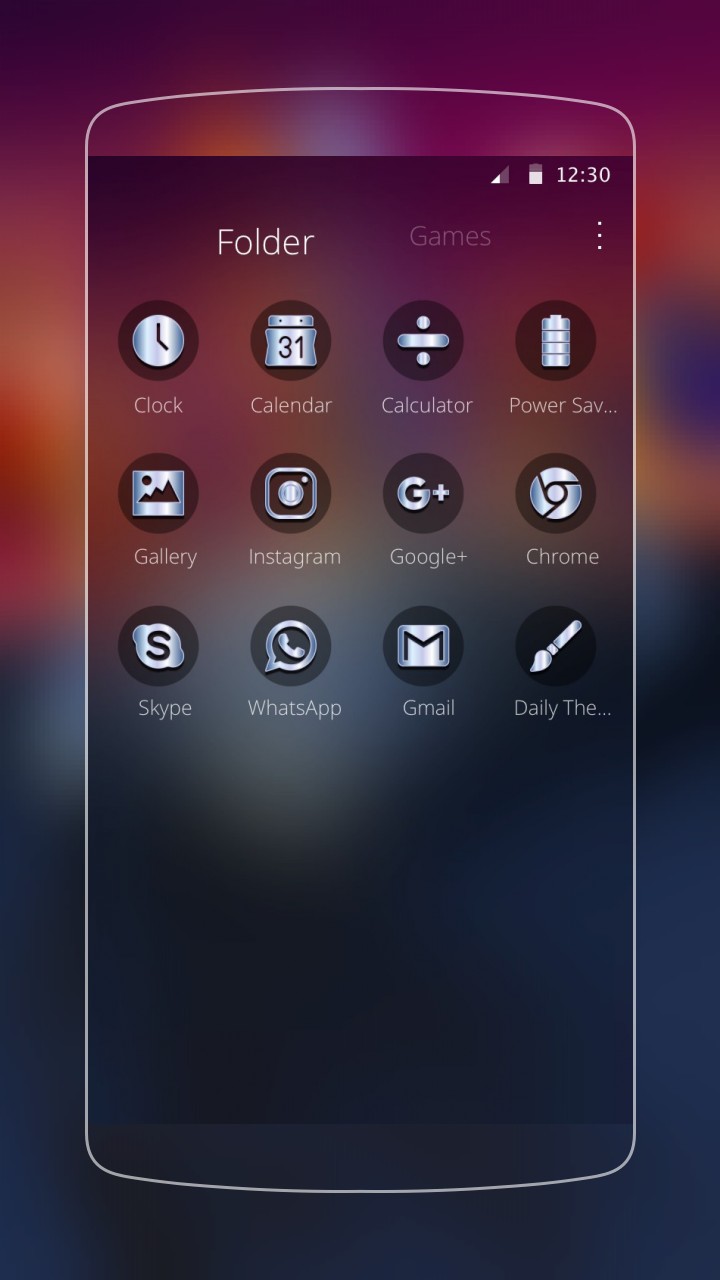 12:30
Folder Games
31
Clock Calendar Calculator Power Sav...
G+
Gallery Instagram Google+ Chrome
S
Skype WhatsApp Gmail Daily The...